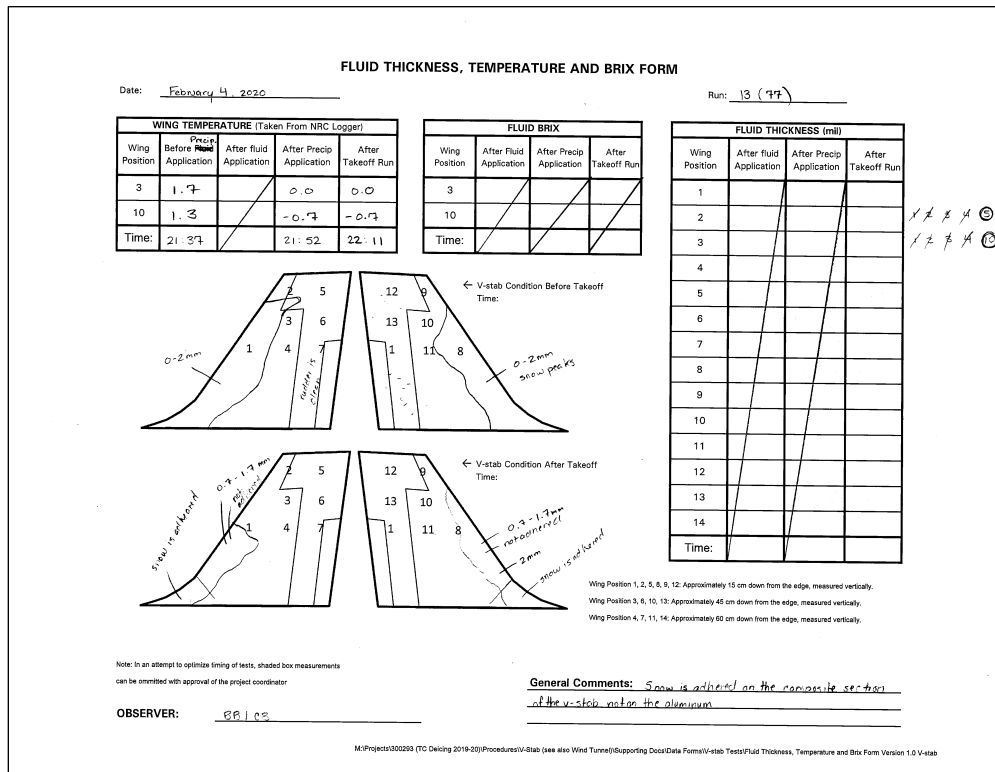 FLUID THICKNESS, TEMPERATURE AND BRIX FORM
Date: February 4, 2020
Run: 13 (77)
WING TEMPERATURE (Taken From NRC Logger)
Wing Position | Before Precip. Fluid Application | After fluid Application | After Precip Application | After Takeoff Run
3 | 1.7 | | 0.0 | 0.0
10 | 1.3 | | -0.7 | -0.7
Time: | 21:37 | | 21:52 | 22:11
FLUID BRIX
Wing Position | After Fluid Application | After Precip Application | After Takeoff Run
3
10
Time:
FLUID THICKNESS (mil)
Wing Position | After fluid Application | After Precip Application | After Takeoff Run
1
2
3
4
5
6
7
8
9
10
11
12
13
14
Time:
1 2 3 4 5
1 2 3 4 10
← V-stab Condition Before Takeoff
Time:
2 5
3 6
1 4 7
0-2mm
rudder is clean
12 9
13 10
1 11 8
0-2mm
snow peaks
← V-stab Condition After Takeoff
Time:
2 5
3 6
1 4 7
snow is adhered
0.7-1.7 mm
not adhered
12 9
13 10
1 11 8
0.7-1.7mm
not adhered
2mm
snow is adhered
Wing Position 1, 2, 5, 8, 9, 12: Approximately 15 cm down from the edge, measured vertically.
Wing Position 3, 6, 10, 13: Approximately 45 cm down from the edge, measured vertically.
Wing Position 4, 7, 11, 14: Approximately 60 cm down from the edge, measured vertically.
Note: In an attempt to optimize timing of tests, shaded box measurements
can be ommitted with approval of the project coordinator
General Comments: Snow is adhered on the composite section
of the v-stab not on the aluminum
OBSERVER: BB / CB
M:\Projects\300293 (TC Deicing 2019-20)\Procedures\V-Stab (see also Wind Tunnel)\Supporting Docs\Data Forms\V-stab Tests\Fluid Thickness, Temperature and Brix Form Version 1.0 V-stab